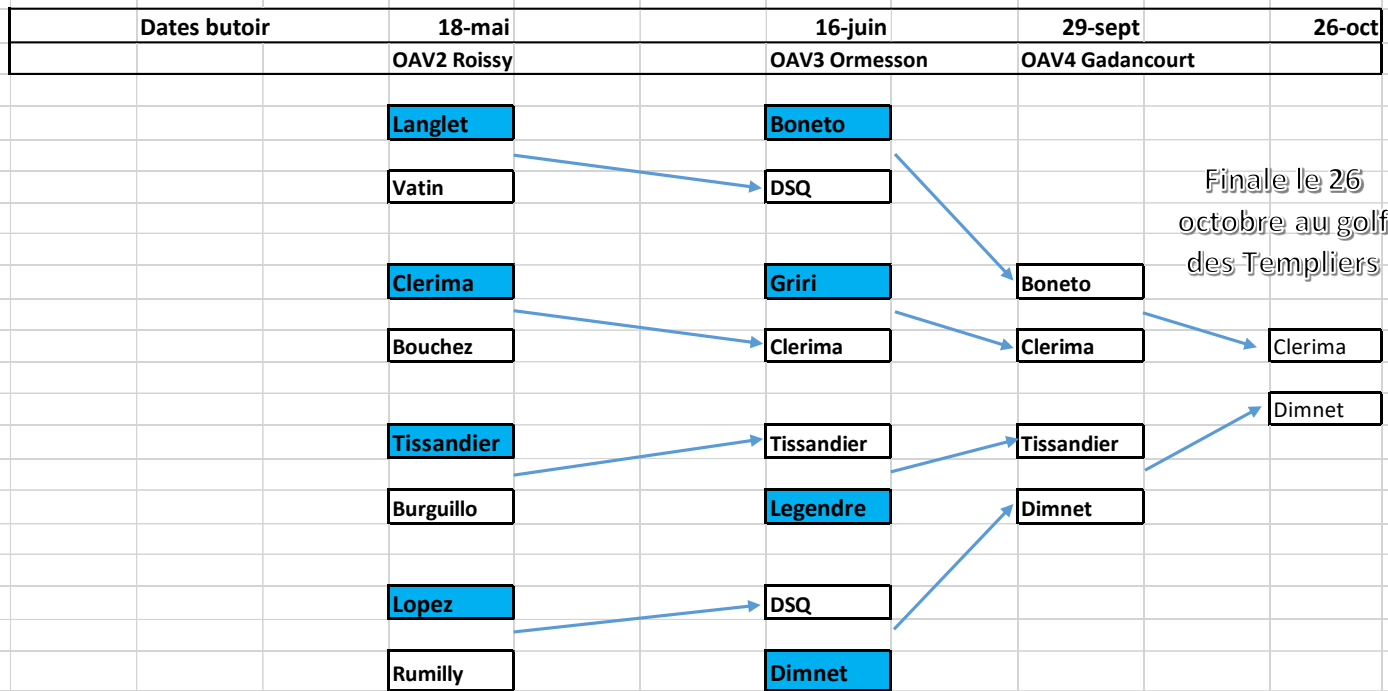 Dates butoir 18-mai 16-juin 29-sept 26-oct
OAV2 Roissy OAV3 Ormesson OAV4 Gadancourt
Langlet Boneto
Vatin DSQ
Finale le 26
octobre au golf
des Templiers
Clerima Griri Boneto
Bouchez Clerima Clerima Clerima
Dimnet
Tissandier Tissandier Tissandier
Burguillo Legendre Dimnet
Lopez DSQ
Rumilly Dimnet